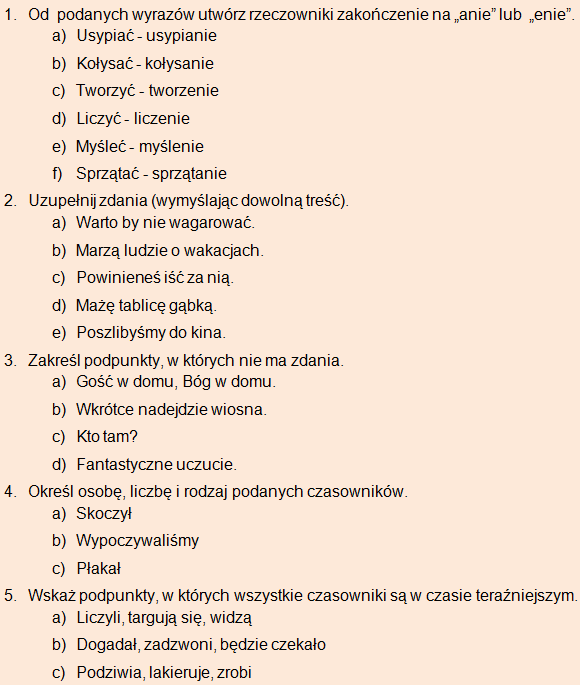 1. Od podanych wyrazów utwórz rzeczowniki zakończenie na „anie” lub „enie”.
a) Usypiać - usypianie
b) Kołysać - kołysanie
c) Tworzyć - tworzenie
d) Liczyć - liczenie
e) Myśleć - myślenie
f) Sprzątać - sprzątanie
2. Uzupełnij zdania (wymyślając dowolną treść).
a) Warto by nie wagarować.
b) Marzą ludzie o wakacjach.
c) Powinieneś iść za nią.
d) Mażę tablicę gąbką.
e) Poszlibyśmy do kina.
3. Zakreśl podpunkty, w których nie ma zdania.
a) Gość w domu, Bóg w domu.
b) Wkrótce nadejdzie wiosna.
c) Kto tam?
d) Fantastyczne uczucie.
4. Określ osobę, liczbę i rodzaj podanych czasowników.
a) Skoczył
b) Wypoczywaliśmy
c) Płakał
5. Wskaż podpunkty, w których wszystkie czasowniki są w czasie teraźniejszym.
a) Liczyli, targują się, widzą
b) Dogadał, zadzwoni, będzie czekało
c) Podziwia, lakieruje, zrobi